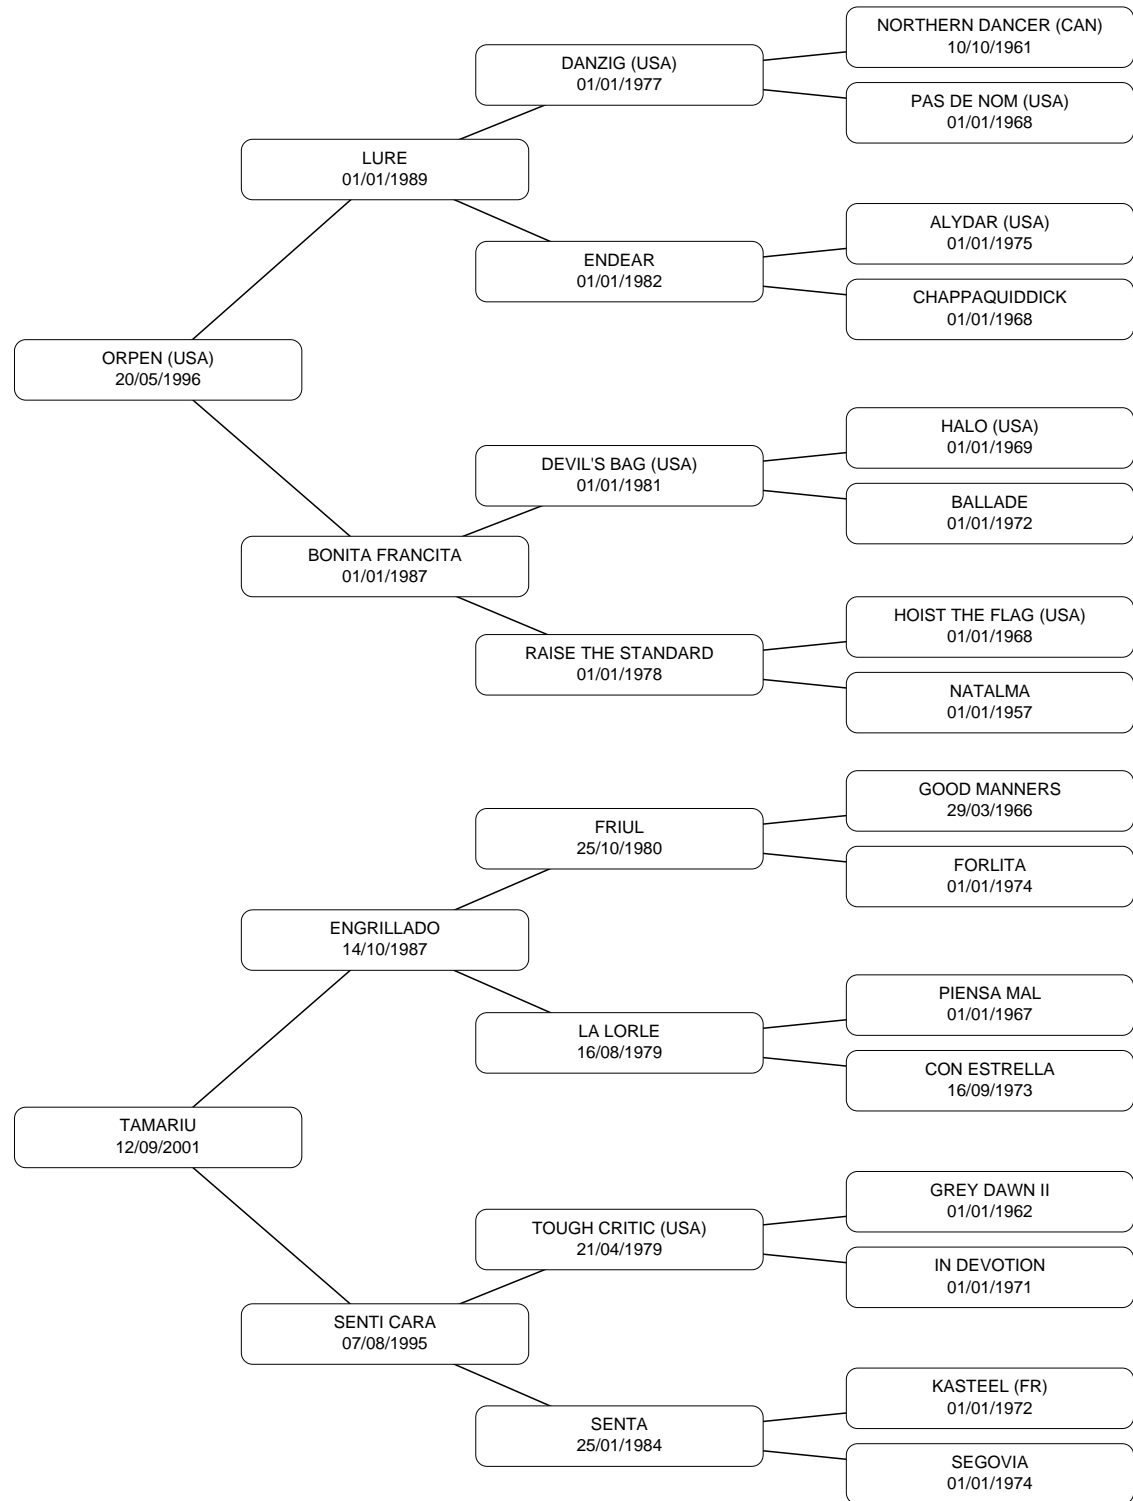 NORTHERN DANCER (CAN)
10/10/1961
DANZIG (USA)
01/01/1977
PAS DE NOM (USA)
01/01/1968
LURE
01/01/1989
ALYDAR (USA)
01/01/1975
ENDEAR
01/01/1982
CHAPPAQUIDDICK
01/01/1968
ORPEN (USA)
20/05/1996
HALO (USA)
01/01/1969
DEVIL'S BAG (USA)
01/01/1981
BALLADE
01/01/1972
BONITA FRANCITA
01/01/1987
HOIST THE FLAG (USA)
01/01/1968
RAISE THE STANDARD
01/01/1978
NATALMA
01/01/1957
GOOD MANNERS
29/03/1966
FRIUL
25/10/1980
FORLITA
01/01/1974
ENGRILLADO
14/10/1987
PIENSA MAL
01/01/1967
LA LORLE
16/08/1979
CON ESTRELLA
16/09/1973
TAMARIU
12/09/2001
GREY DAWN II
01/01/1962
TOUGH CRITIC (USA)
21/04/1979
IN DEVOTION
01/01/1971
SENTI CARA
07/08/1995
KASTEEL (FR)
01/01/1972
SENTA
25/01/1984
SEGOVIA
01/01/1974